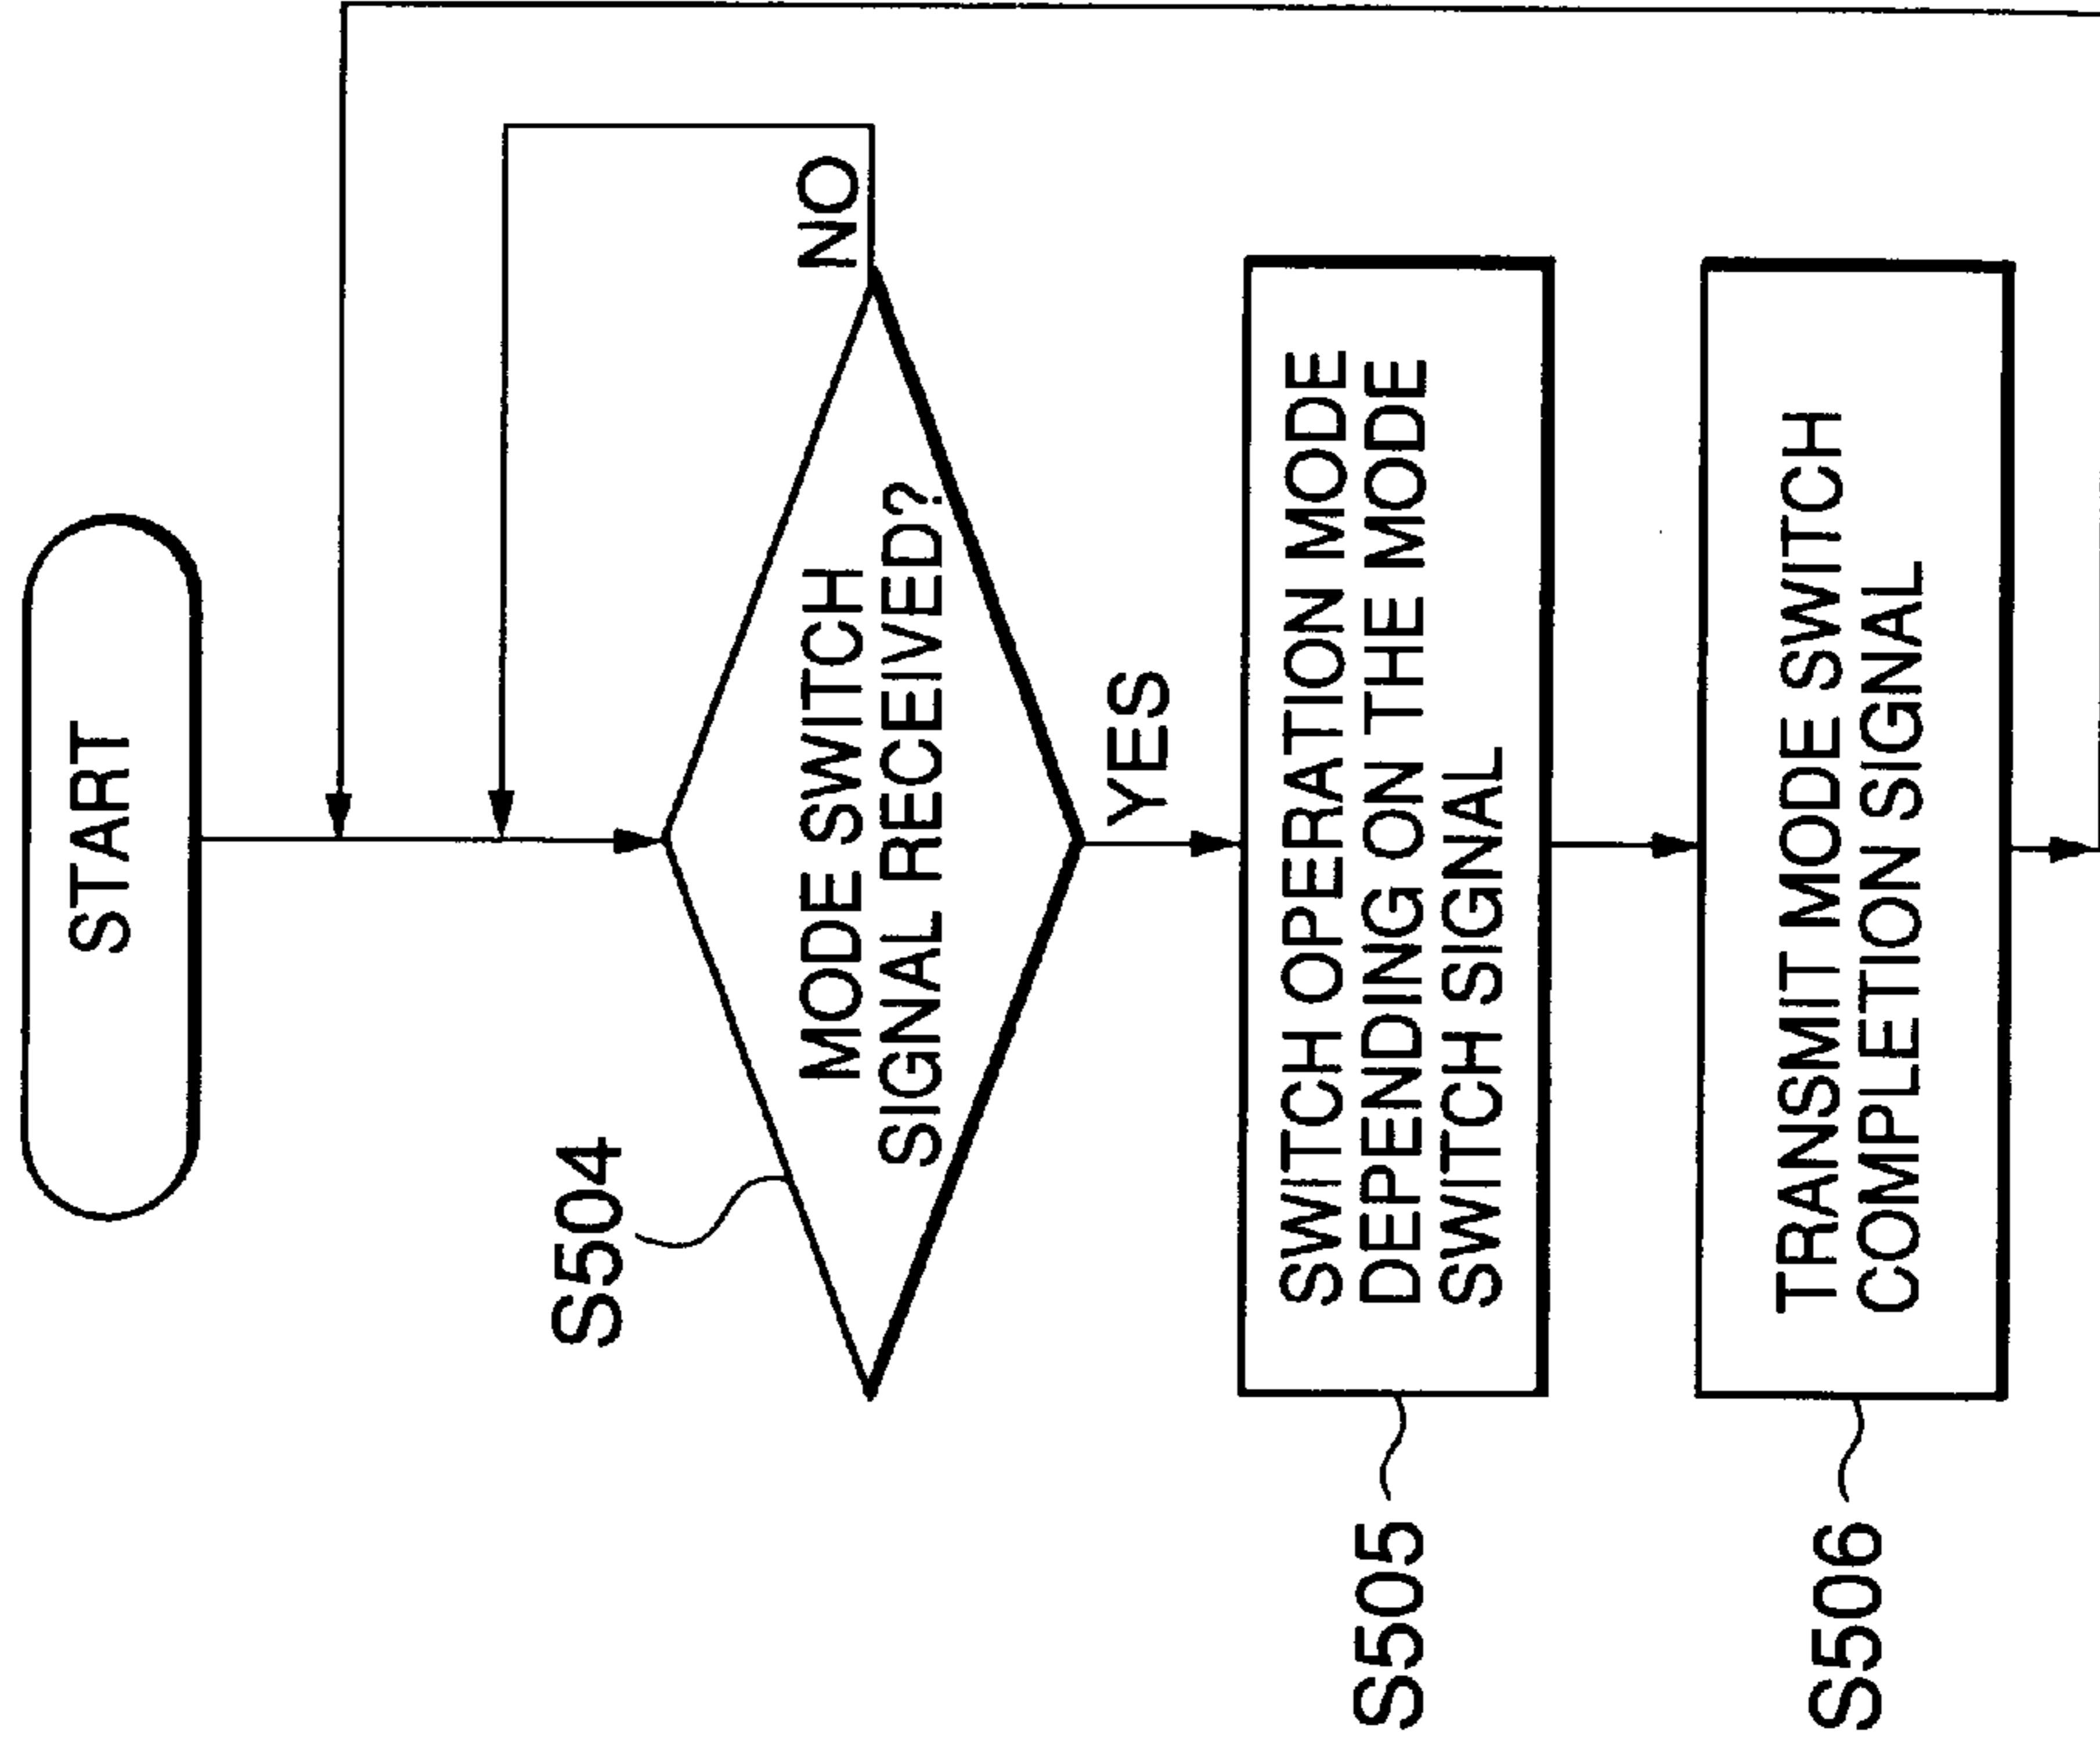 START
S504
MODE SWITCH
SIGNAL RECEIVED?
NO
YES
S505
SWITCH OPERATION MODE
DEPENDING ON THE MODE
SWITCH SIGNAL
S506
TRANSMIT MODE SWITCH
COMPLETION SIGNAL